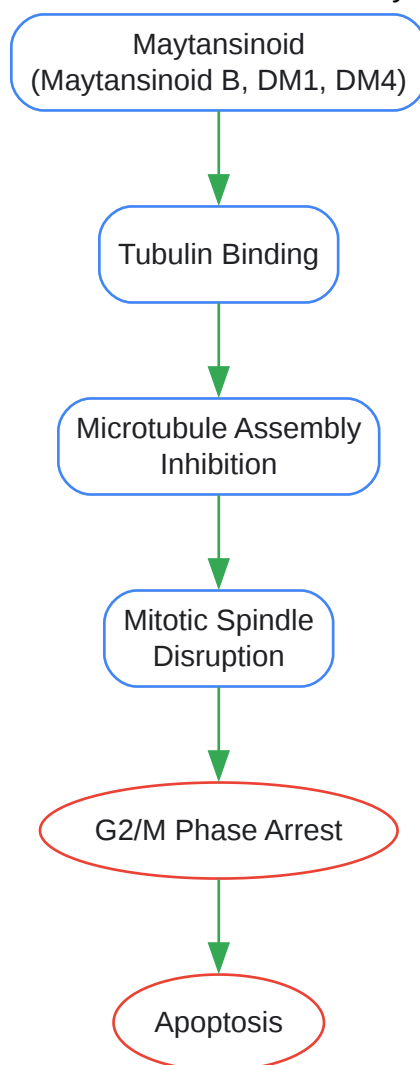 Maytansinoid
(Maytansinoid B, DM1, DM4)
Tubulin Binding
Microtubule Assembly
Inhibition
Mitotic Spindle
Disruption
G2/M Phase Arrest
Apoptosis